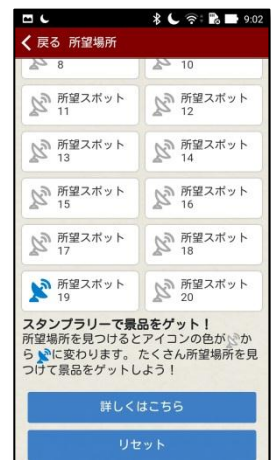 9:02
戻る 所望場所
8
10
所望スポット
11
所望スポット
12
所望スポット
13
所望スポット
14
所望スポット
15
所望スポット
16
所望スポット
17
所望スポット
18
所望スポット
19
所望スポット
20
スタンプラリーで景品をゲット！
所望場所を見つけるとアイコンの色が か
ら に変わります。 たくさん所望場所を見
つけて景品をゲットしよう！
詳しくはこちら
リセット